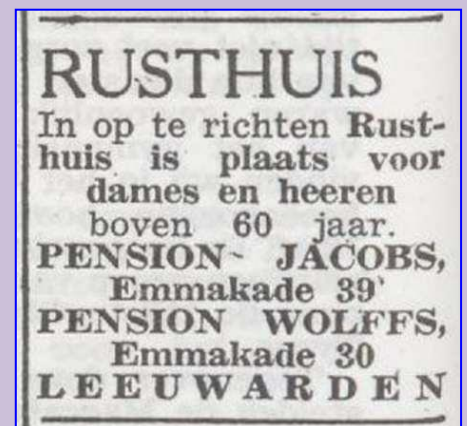 RUSTHUIS
In op te richten Rust-
huis is plaats voor
dames en heeren
boven 60 jaar.
PENSION JACOBS,
Emmakade 39
PENSION WOLFFS,
Emmakade 30
LEEUWARDEN